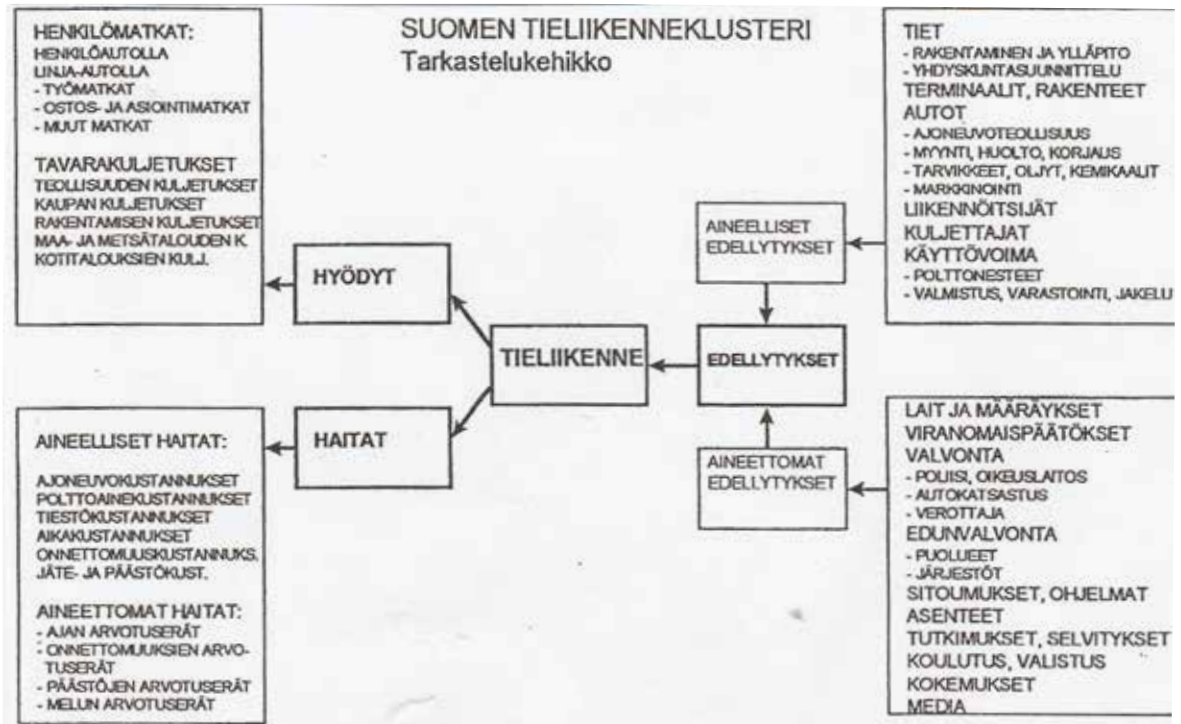 SUOMEN TIELIIKENNEKLUSTERI
Tarkastelukehikko
HENKILÖMATKAT:
HENKILÖAUTOLLA
LINJA-AUTOLLA
- TYÖMATKAT
- OSTOS- JA ASIOINTIMATKAT
- MUUT MATKAT
TAVARAKULJETUKSET
TEOLLISUUDEN KULJETUKSET
KAUPAN KULJETUKSET
RAKENTAMISEN KULJETUKSET
MAA- JA METSÄTALOUDEN K.
KOTITALOUKSIEN KULJ.
HYÖDYT
TIELIIKENNE
HAITAT
AINEELLISET HAITAT:
AJONEUVOKUSTANNUKSET
POLTTOAINEKUSTANNUKSET
TIESTÖKUSTANNUKSET
AIKAKUSTANNUKSET
ONNETTOMUUSKUSTANNUKS.
JÄTE- JA PÄÄSTÖKUST.
AINEETTOMAT HAITAT:
- AJAN ARVOTUSERÄT
- ONNETTOMUUKSIEN ARVO-
TUSERÄT
- PÄÄSTÖJEN ARVOTUSERÄT
- MELUN ARVOTUSERÄT
AINEELLISET
EDELLYTYKSET
EDELLYTYKSET
AINEETTOMAT
EDELLYTYKSET
TIET
- RAKENTAMINEN JA YLLÄPITO
- YHDYSKUNTASUUNNITTELU
TERMINAALIT, RAKENTEET
AUTOT
- AJONEUVOTEOLLISUUS
- MYYNTI, HUOLTO, KORJAUS
- TARVIKKEET, ÖLJYT, KEMIKAALIT
- MARKKINOINTI
LIIKENNÖITSIJÄT
KULJETTAJAT
KÄYTTÖVOIMA
- POLTTONESTEET
- VALMISTUS, VARASTOINTI, JAKELU
LAIT JA MÄÄRÄYKSET
VIRANOMAISPÄÄTÖKSET
VALVONTA
- POLIISI, OIKEUSLAITOS
- AUTOKATSASTUS
- VEROTTAJA
EDUNVALVONTA
- PUOLUEET
- JÄRJESTÖT
SITOUMUKSET, OHJELMAT
ASENTEET
TUTKIMUKSET, SELVITYKSET
KOULUTUS, VALISTUS
KOKEMUKSET
MEDIA